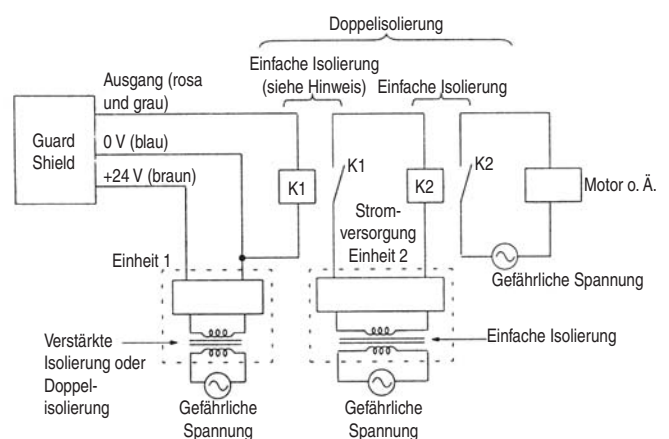 Doppelisolierung
Einfache Isolierung
(siehe Hinweis)
Einfache Isolierung
Ausgang (rosa
und grau)
Guard
Shield
0 V (blau)
+24 V (braun)
K1
K1
K2
K2
Motor o. Ä.
Strom-
versorgung
Einheit 2
Einheit 1
Gefährliche Spannung
Verstärkte
Isolierung oder
Doppel-
isolierung
Einfache Isolierung
Gefährliche
Spannung
Gefährliche
Spannung